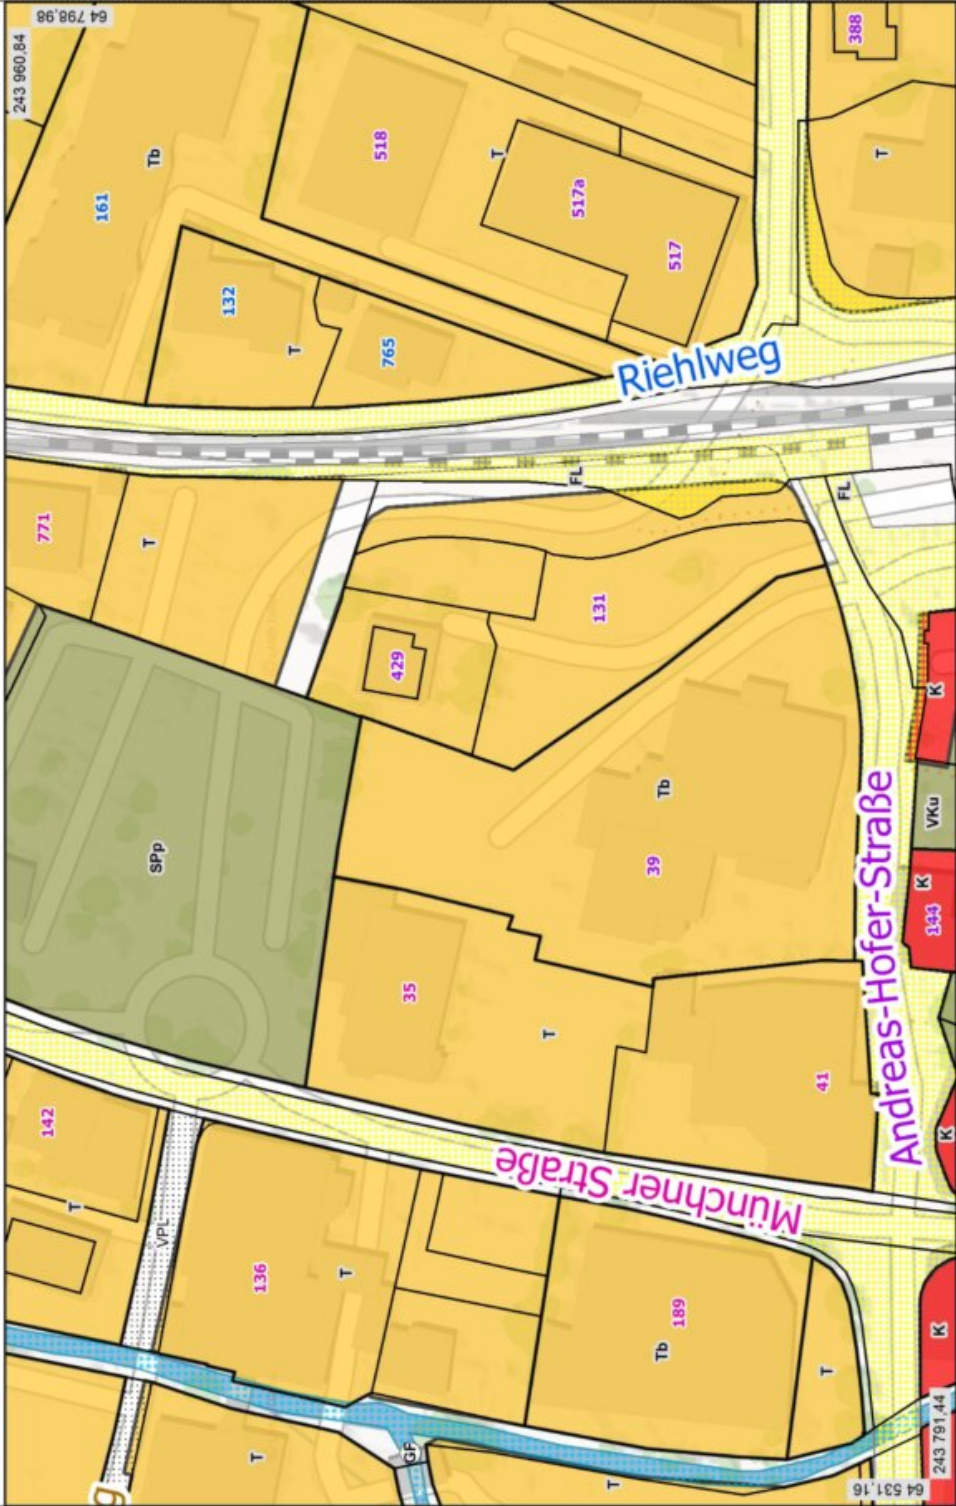 64 798,98
243 960,84
388
161
Tb
518
T
517a
517
T
132
T
765
Riehlweg
771
T
FL
FL
131
429
SPp
Tb
39
K
VKu
K
144
Andreas-Hofer-Straße
35
T
41
K
142
T
VPL
Münchner Straße
136
T
189
Tb
T
K
T
GF
T
g
243 791,44
64 531,16